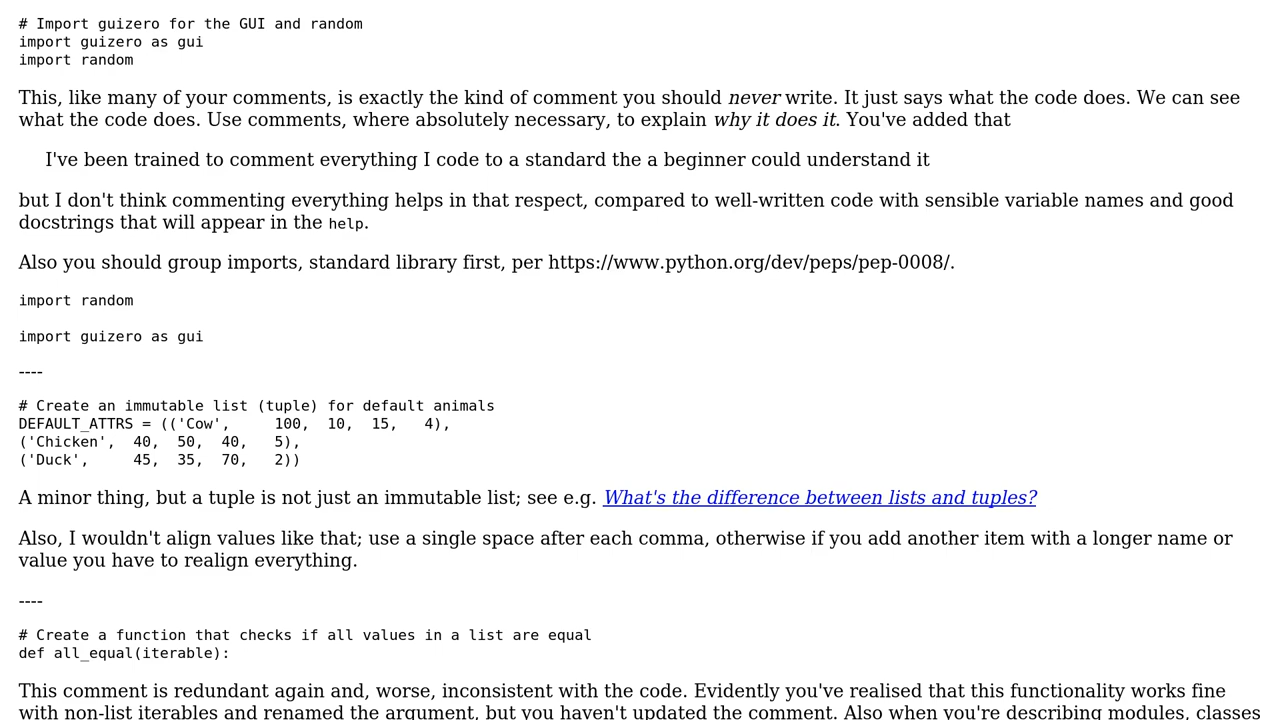 # Import guizero for the GUI and random
import guizero as gui
import random
This, like many of your comments, is exactly the kind of comment you should never write. It just says what the code does. We can see
what the code does. Use comments, where absolutely necessary, to explain why it does it. You've added that
I've been trained to comment everything I code to a standard the a beginner could understand it
but I don't think commenting everything helps in that respect, compared to well-written code with sensible variable names and good
docstrings that will appear in the help.
Also you should group imports, standard library first, per https://www.python.org/dev/peps/pep-0008/.
import random
import guizero as gui
----
# Create an immutable list (tuple) for default animals
DEFAULT_ATTRS = (('Cow',     100,  10,  15,   4),
('Chicken',  40,  50,  40,   5),
('Duck',     45,  35,  70,   2))
A minor thing, but a tuple is not just an immutable list; see e.g. What's the difference between lists and tuples?
Also, I wouldn't align values like that; use a single space after each comma, otherwise if you add another item with a longer name or
value you have to realign everything.
----
# Create a function that checks if all values in a list are equal
def all_equal(iterable):
This comment is redundant again and, worse, inconsistent with the code. Evidently you've realised that this functionality works fine
with non-list iterables and renamed the argument, but you haven't updated the comment. Also when you're describing modules, classes